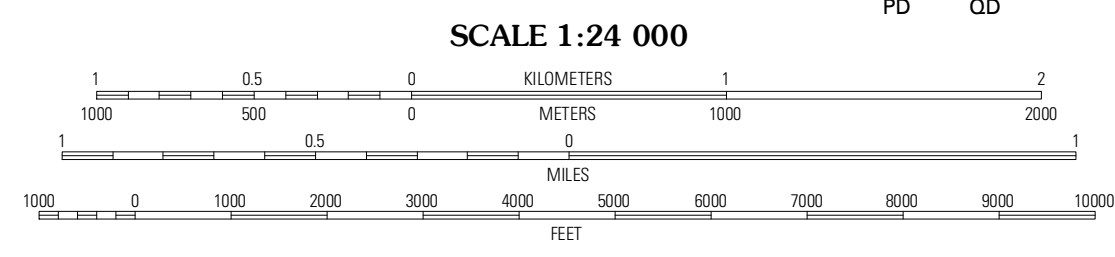 PD QD
SCALE 1:24 000
1 0.5 0 KILOMETERS 1 2
1000 500 0 METERS 1000 2000
1 0.5 0 1
MILES
1000 0 1000 2000 3000 4000 5000 6000 7000 8000 9000 10000
FEET